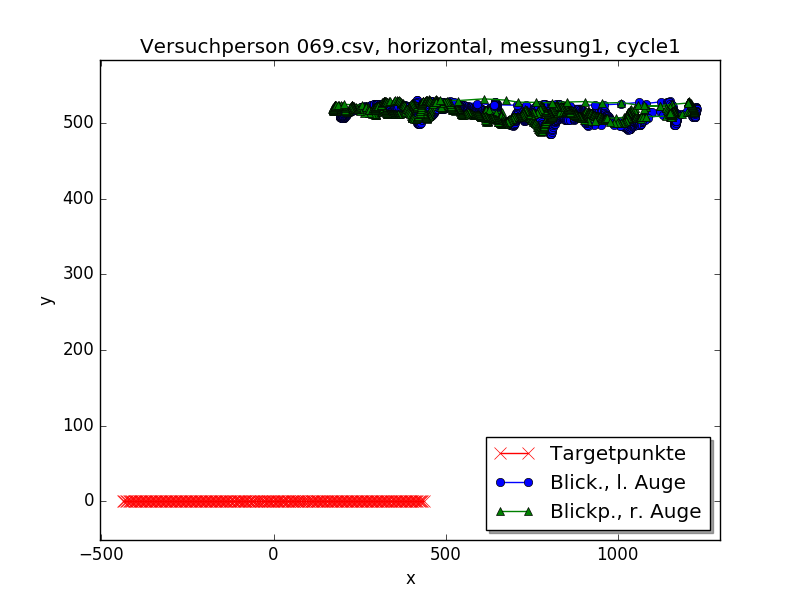 Versuchperson 069.csv, horizontal, messung1, cycle1
500
400
300
200
100
0
y
−500
0
500
1000
x
Targetpunkte
Blick., l. Auge
Blickp., r. Auge